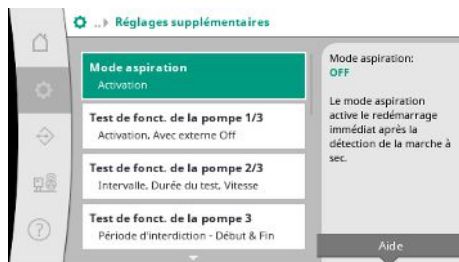 ..▸ Réglages supplémentaires
Mode aspiration
Activation
Test de fonct. de la pompe 1/3
Activation, Avec externe Off
Test de fonct. de la pompe 2/3
Intervalle, Durée du test, Vitesse
Test de fonct. de la pompe 3
Période d'interdiction - Début & Fin
Mode aspiration:
OFF
Le mode aspiration
active le redémarrage
immédiat après la
détection de la marche à
sec.
Aide